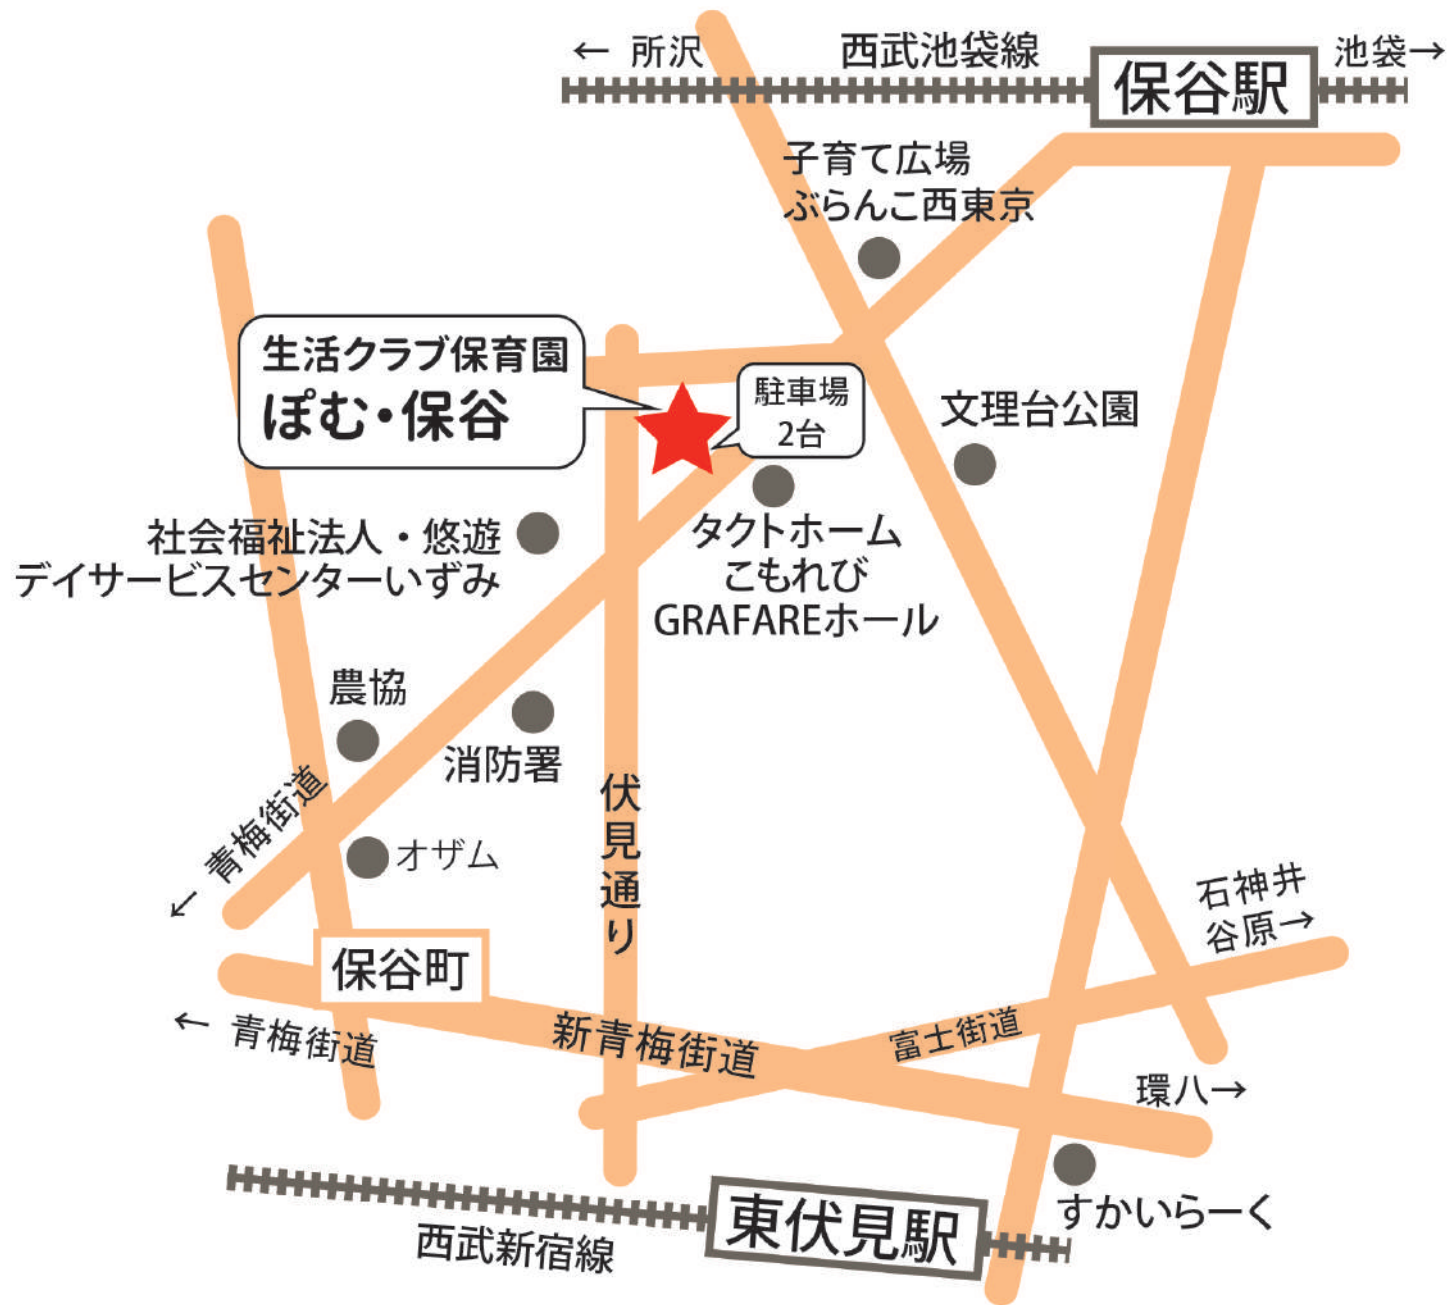 ← 所沢
西武池袋線
保谷駅
池袋→
子育て広場
ぶらんこ西東京
生活クラブ保育園
ぽむ・保谷
駐車場
2台
文理台公園
社会福祉法人・悠遊
デイサービスセンターいずみ
タクトホーム
こもれび
GRAFAREホール
農協
消防署
← 青梅街道
オザム
伏見通り
石神井
谷原→
保谷町
← 青梅街道
新青梅街道
富士街道
環八→
すかいらーく
東伏見駅
西武新宿線